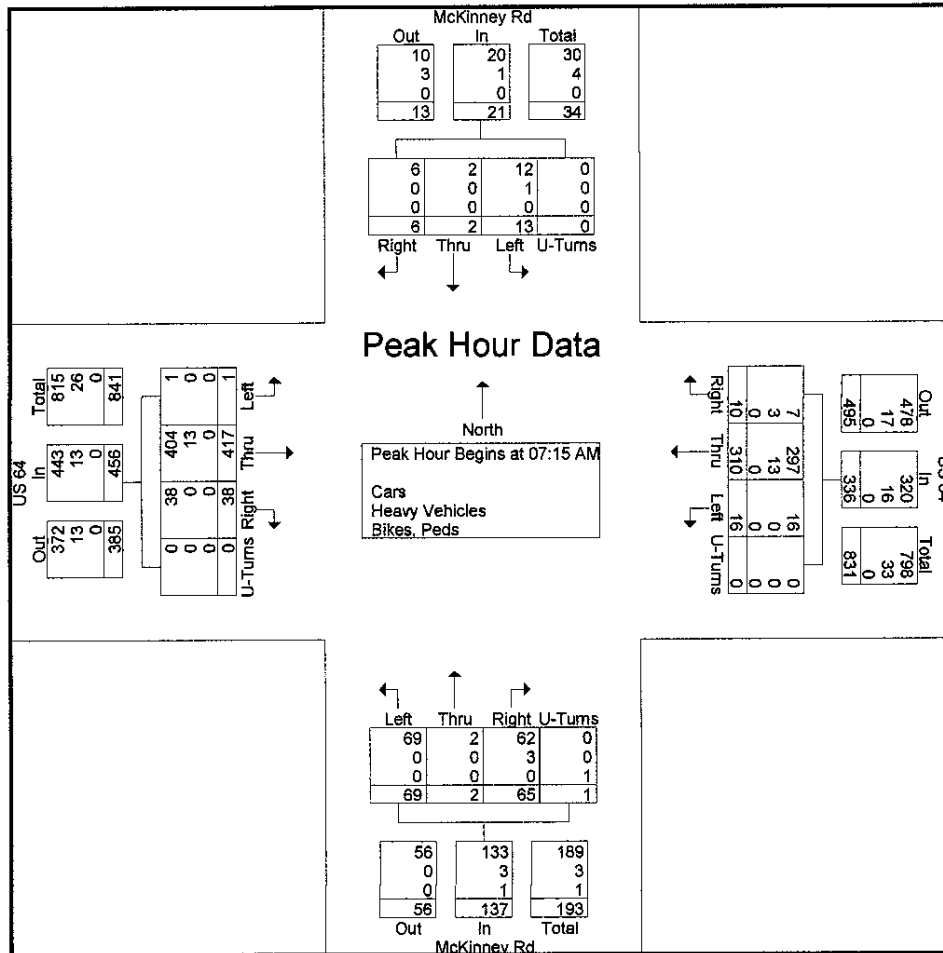 McKinney Rd
Out In Total
10 20 30
3 1 4
0 0 0
13 21 34
6 2 12 0
0 0 1 0
0 0 0 0
6 2 13 0
Right Thru Left U-Turns
Peak Hour Data
North
Peak Hour Begins at 07:15 AM
Cars
Heavy Vehicles
Bikes, Peds
US 64
Total In Out
815 443 372
26 13 13
0 0 0
841 456 385
1 404 38 0
0 13 0 0
0 0 0 0
1 417 38 0
Left Thru Right U-Turns
Out In Total
478 320 798
17 16 33
0 0 0
495 336 831
7 297 16 0
3 13 0 0
0 0 0 0
10 310 16 0
Right Thru Left U-Turns
Left Thru Right U-Turns
69 2 62 0
0 0 3 0
0 0 0 1
69 2 65 1
56 133 189
0 3 3
0 1 1
56 137 193
Out In Total
McKinney Rd